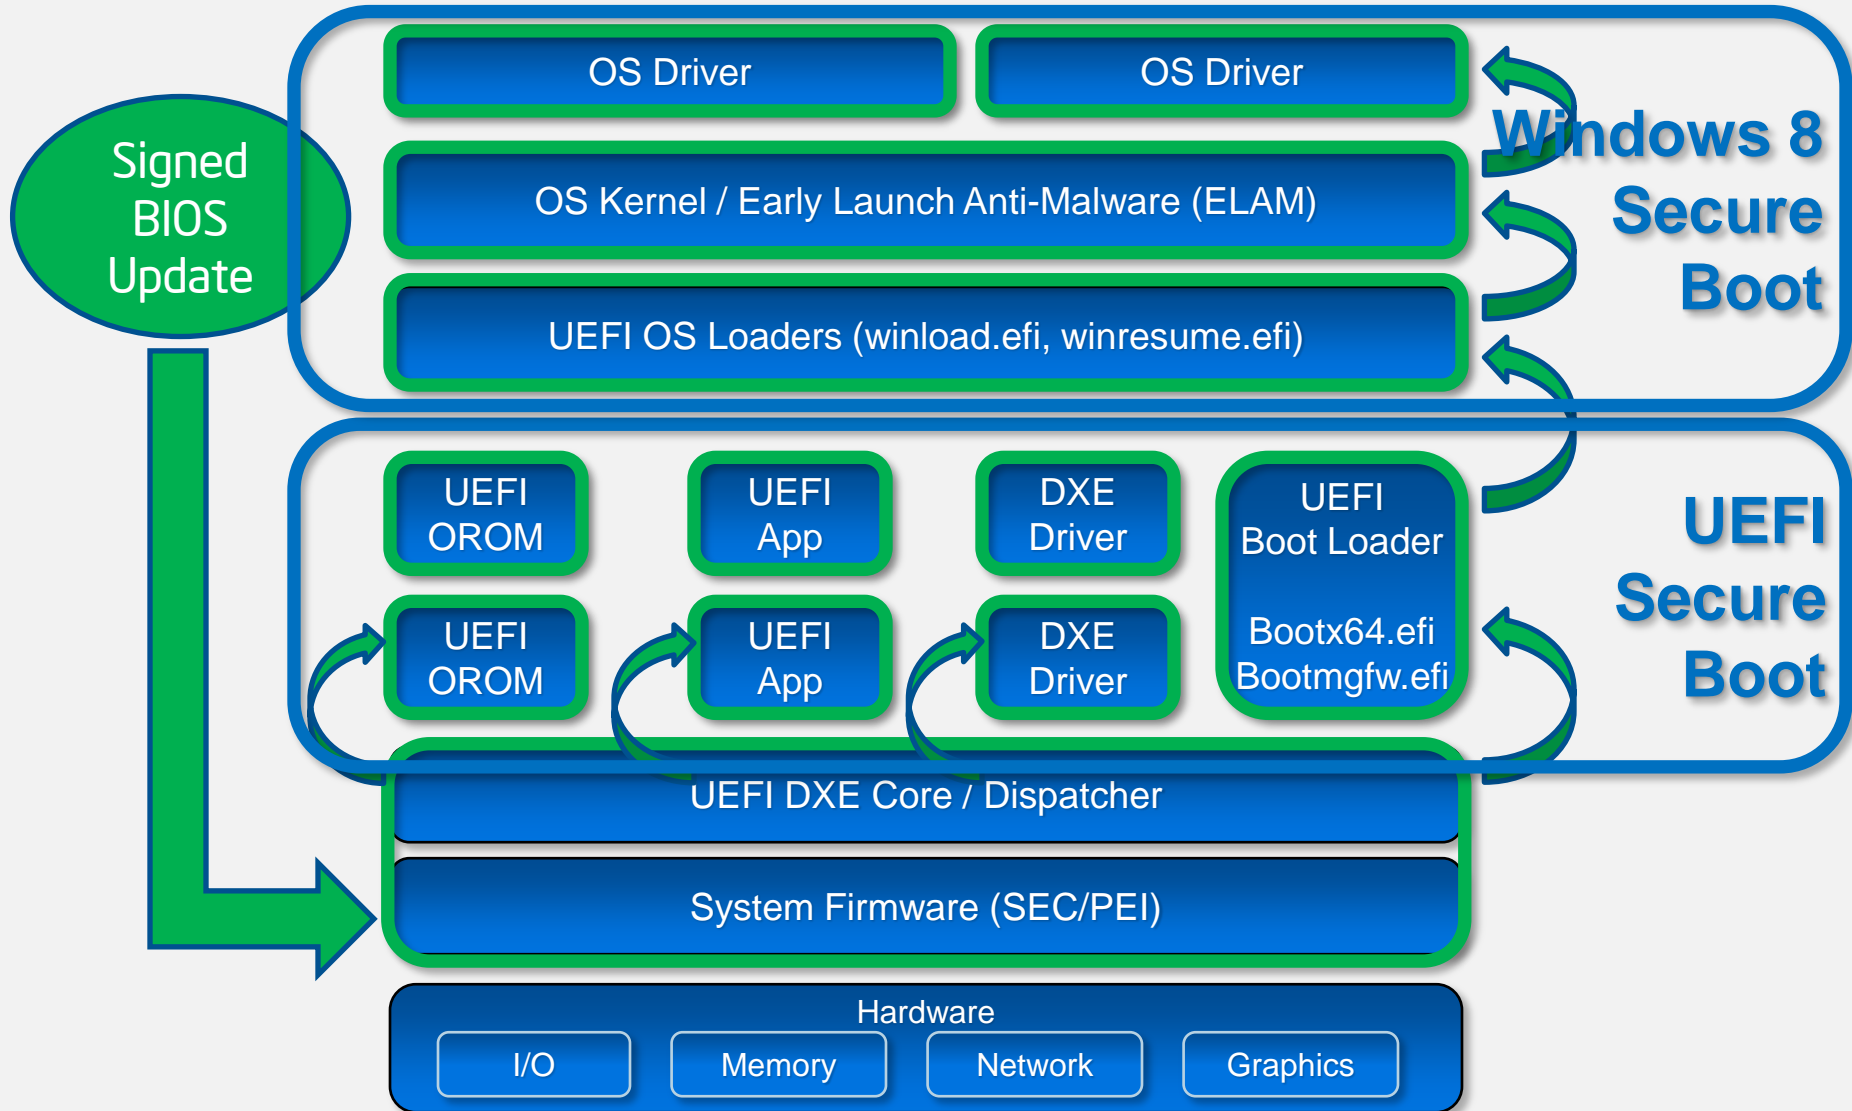 OS Driver
OS Driver
Windows 8
Secure
Boot
Signed
BIOS
Update
OS Kernel / Early Launch Anti-Malware (ELAM)
UEFI OS Loaders (winload.efi, winresume.efi)
UEFI
OROM
UEFI
App
DXE
Driver
UEFI
Boot Loader
Bootx64.efi
Bootmgfw.efi
UEFI
Secure
Boot
UEFI
OROM
UEFI
App
DXE
Driver
UEFI DXE Core / Dispatcher
System Firmware (SEC/PEI)
Hardware
I/O
Memory
Network
Graphics